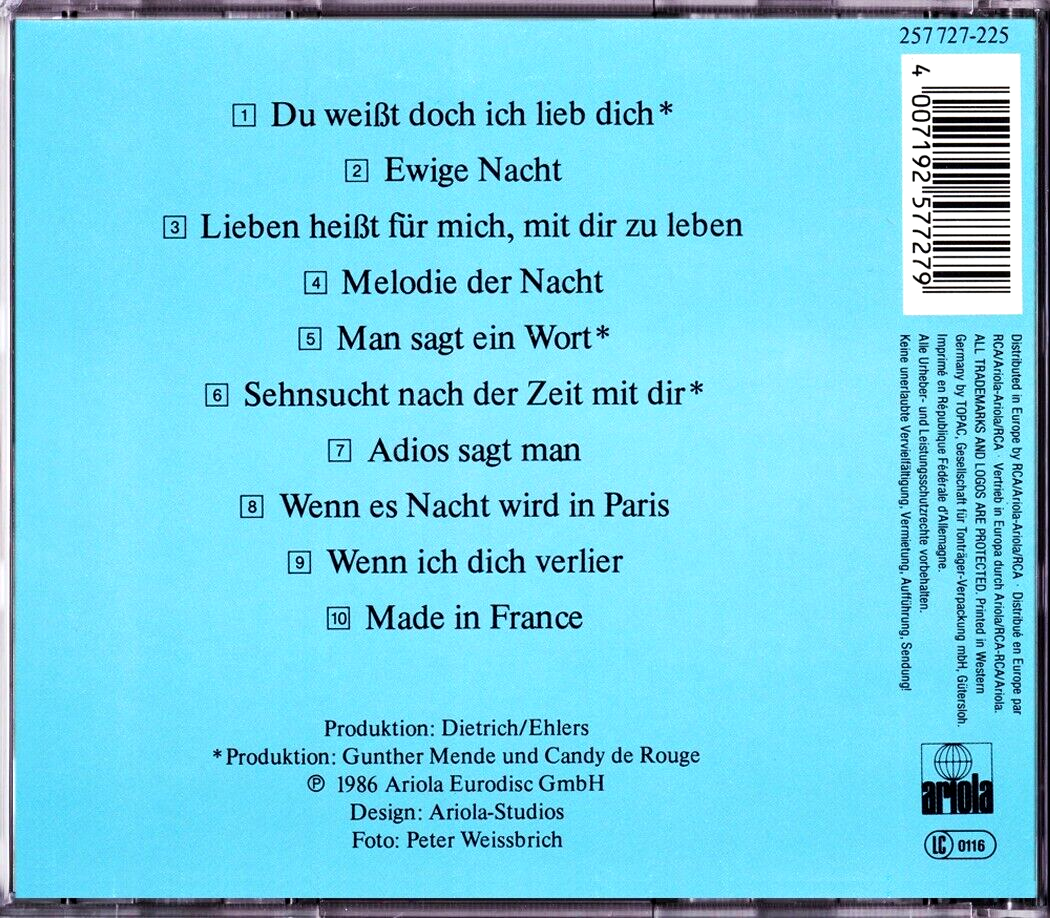 257 727-225
1 Du weißt doch ich lieb dich*
2 Ewige Nacht
3 Lieben heißt für mich, mit dir zu leben
4 Melodie der Nacht
5 Man sagt ein Wort*
6 Sehnsucht nach der Zeit mit dir*
7 Adios sagt man
8 Wenn es Nacht wird in Paris
9 Wenn ich dich verlier
10 Made in France
Produktion: Dietrich/Ehlers
*Produktion: Gunther Mende und Candy de Rouge
℗ 1986 Ariola Eurodisc GmbH
Design: Ariola-Studios
Foto: Peter Weissbrich
4 007192 577279
Distributed in Europe by RCA/Ariola-Ariola/RCA · Distribué en Europe par
RCA/Ariola-Ariola/RCA · Vertrieb in Europa durch Ariola/RCA-RCA/Ariola.
ALL TRADEMARKS AND LOGOS ARE PROTECTED. Printed in Western
Germany by TOPAC, Gesellschaft für Tonträger-Verpackung mbH, Gütersloh.
Imprimé en République Fédérale d'Allemagne.
Alle Urheber- und Leistungsschutzrechte vorbehalten.
Keine unerlaubte Vervielfältigung, Vermietung, Aufführung, Sendung!
ariola
LC 0116